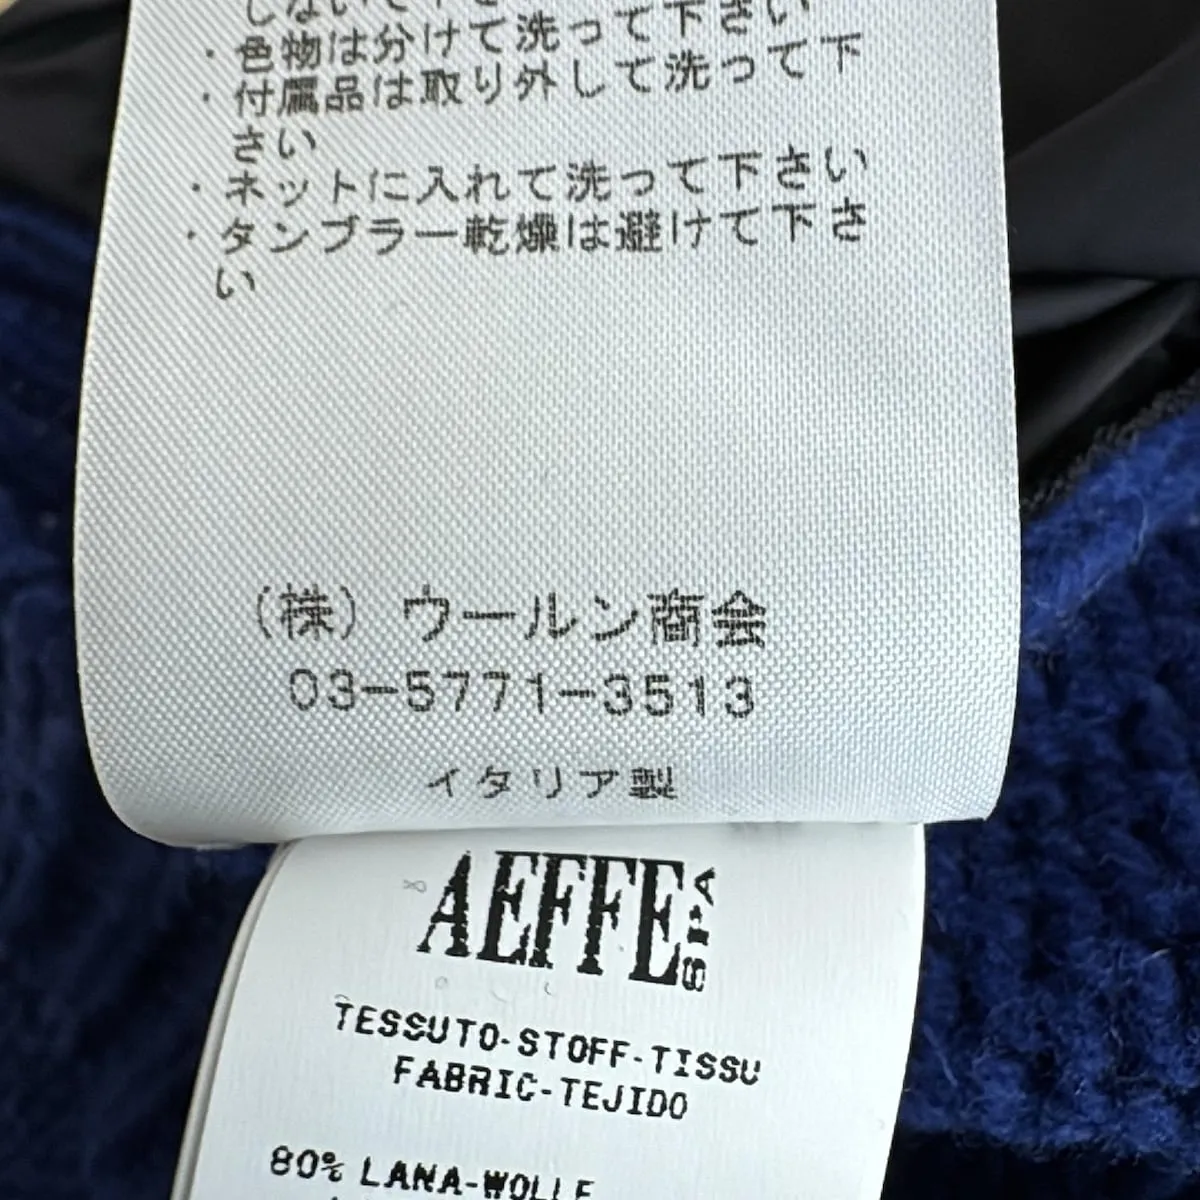 しないで下さ
・色物は分けて洗って下さい
・付属品は取り外して洗って下
さい
・ネットに入れて洗って下さい
・タンブラー乾燥は避けて下さ
い
(株) ウールン商会
03-5771-3513
イタリア製
AEFFE SPA
TESSUTO-STOFF-TISSU
FABRIC-TEJIDO
80% LANA-WOLLE